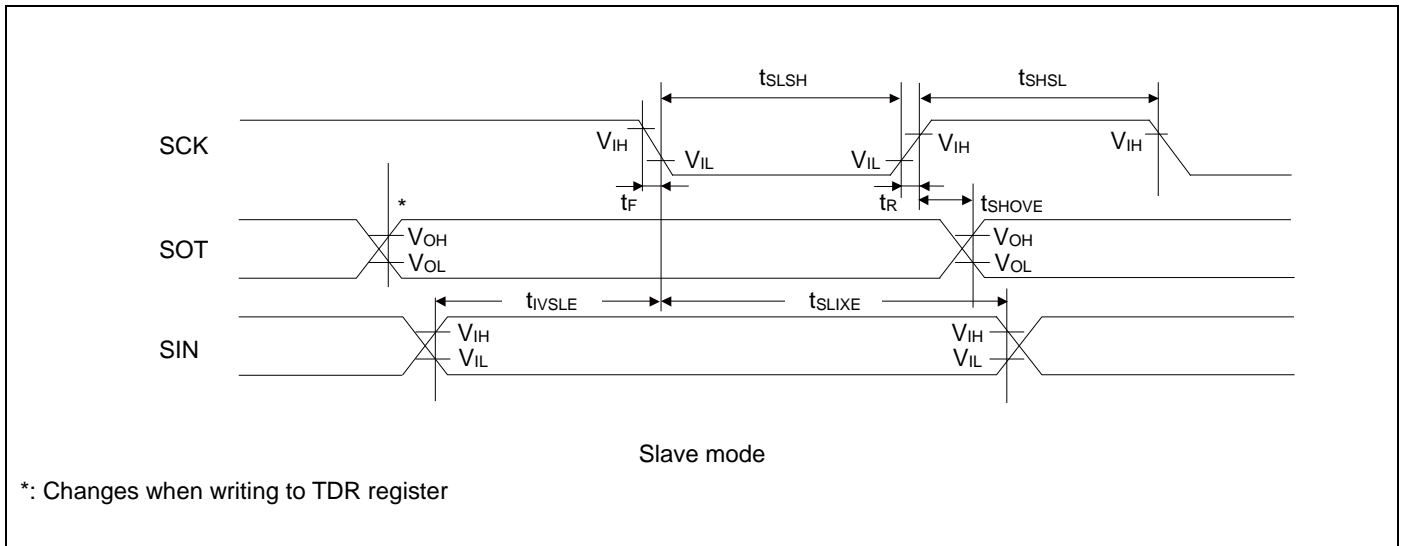 tSLSH tSHSL
SCK VIH VIL VIL VIH VIH
tF tR tSHOVE
*
SOT VOH VOH
VOL VOL
tIVSLE tSLIXE
SIN VIH VIH
VIL VIL
Slave mode
*: Changes when writing to TDR register